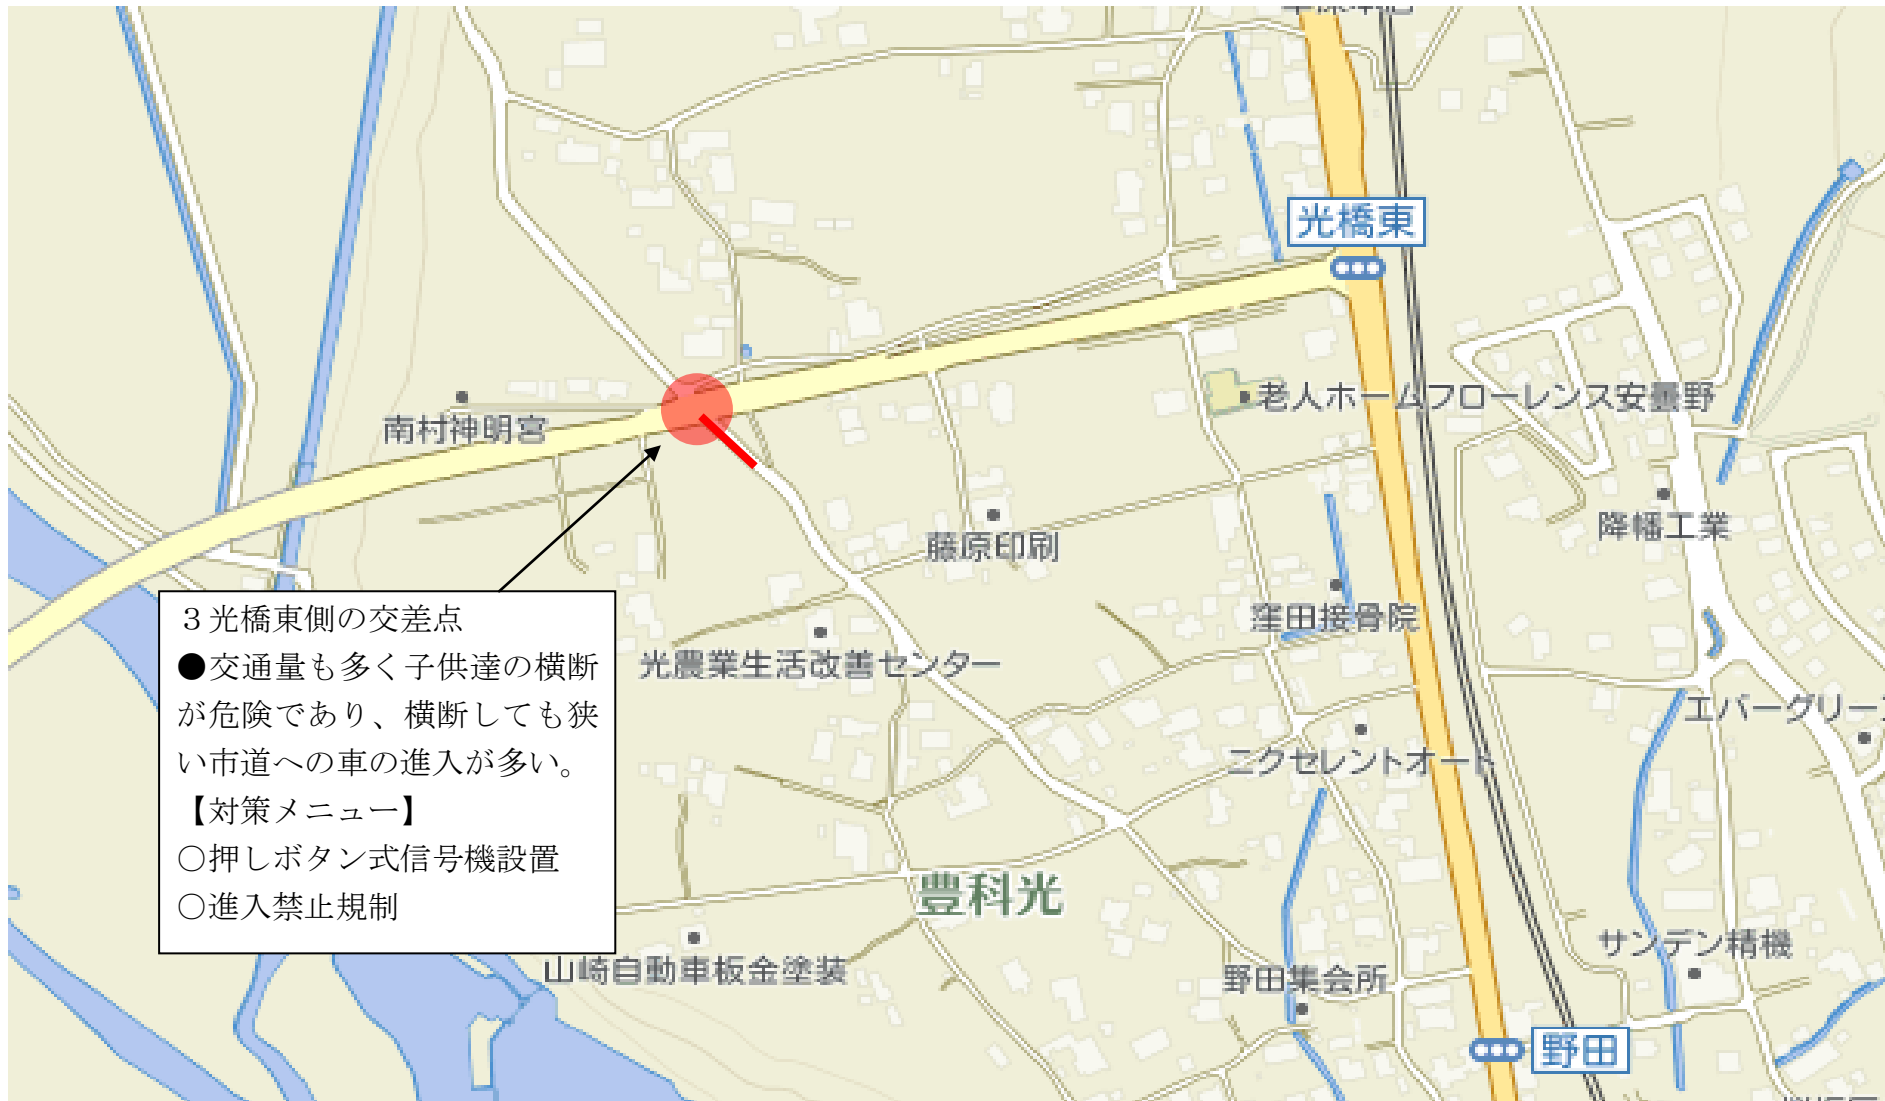 光橋東
老人ホームフローレンス安曇野
南村神明宮
降幡工業
藤原印刷
窪田接骨院
３光橋東側の交差点
●交通量も多く子供達の横断
が危険であり、横断しても狭
い市道への車の進入が多い。
【対策メニュー】
○押しボタン式信号機設置
○進入禁止規制
光農業生活改善センター
エバーグリーン
ニクセレントオート
豊科光
サンデン精機
山崎自動車板金塗装
野田集会所
野田